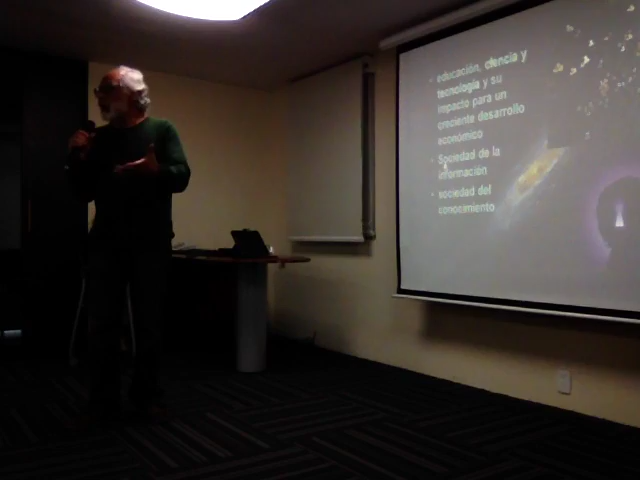 educación, ciencia y
tecnología y su
impacto para un
creciente desarrollo
económico
Sociedad de la
información
sociedad del
conocimiento